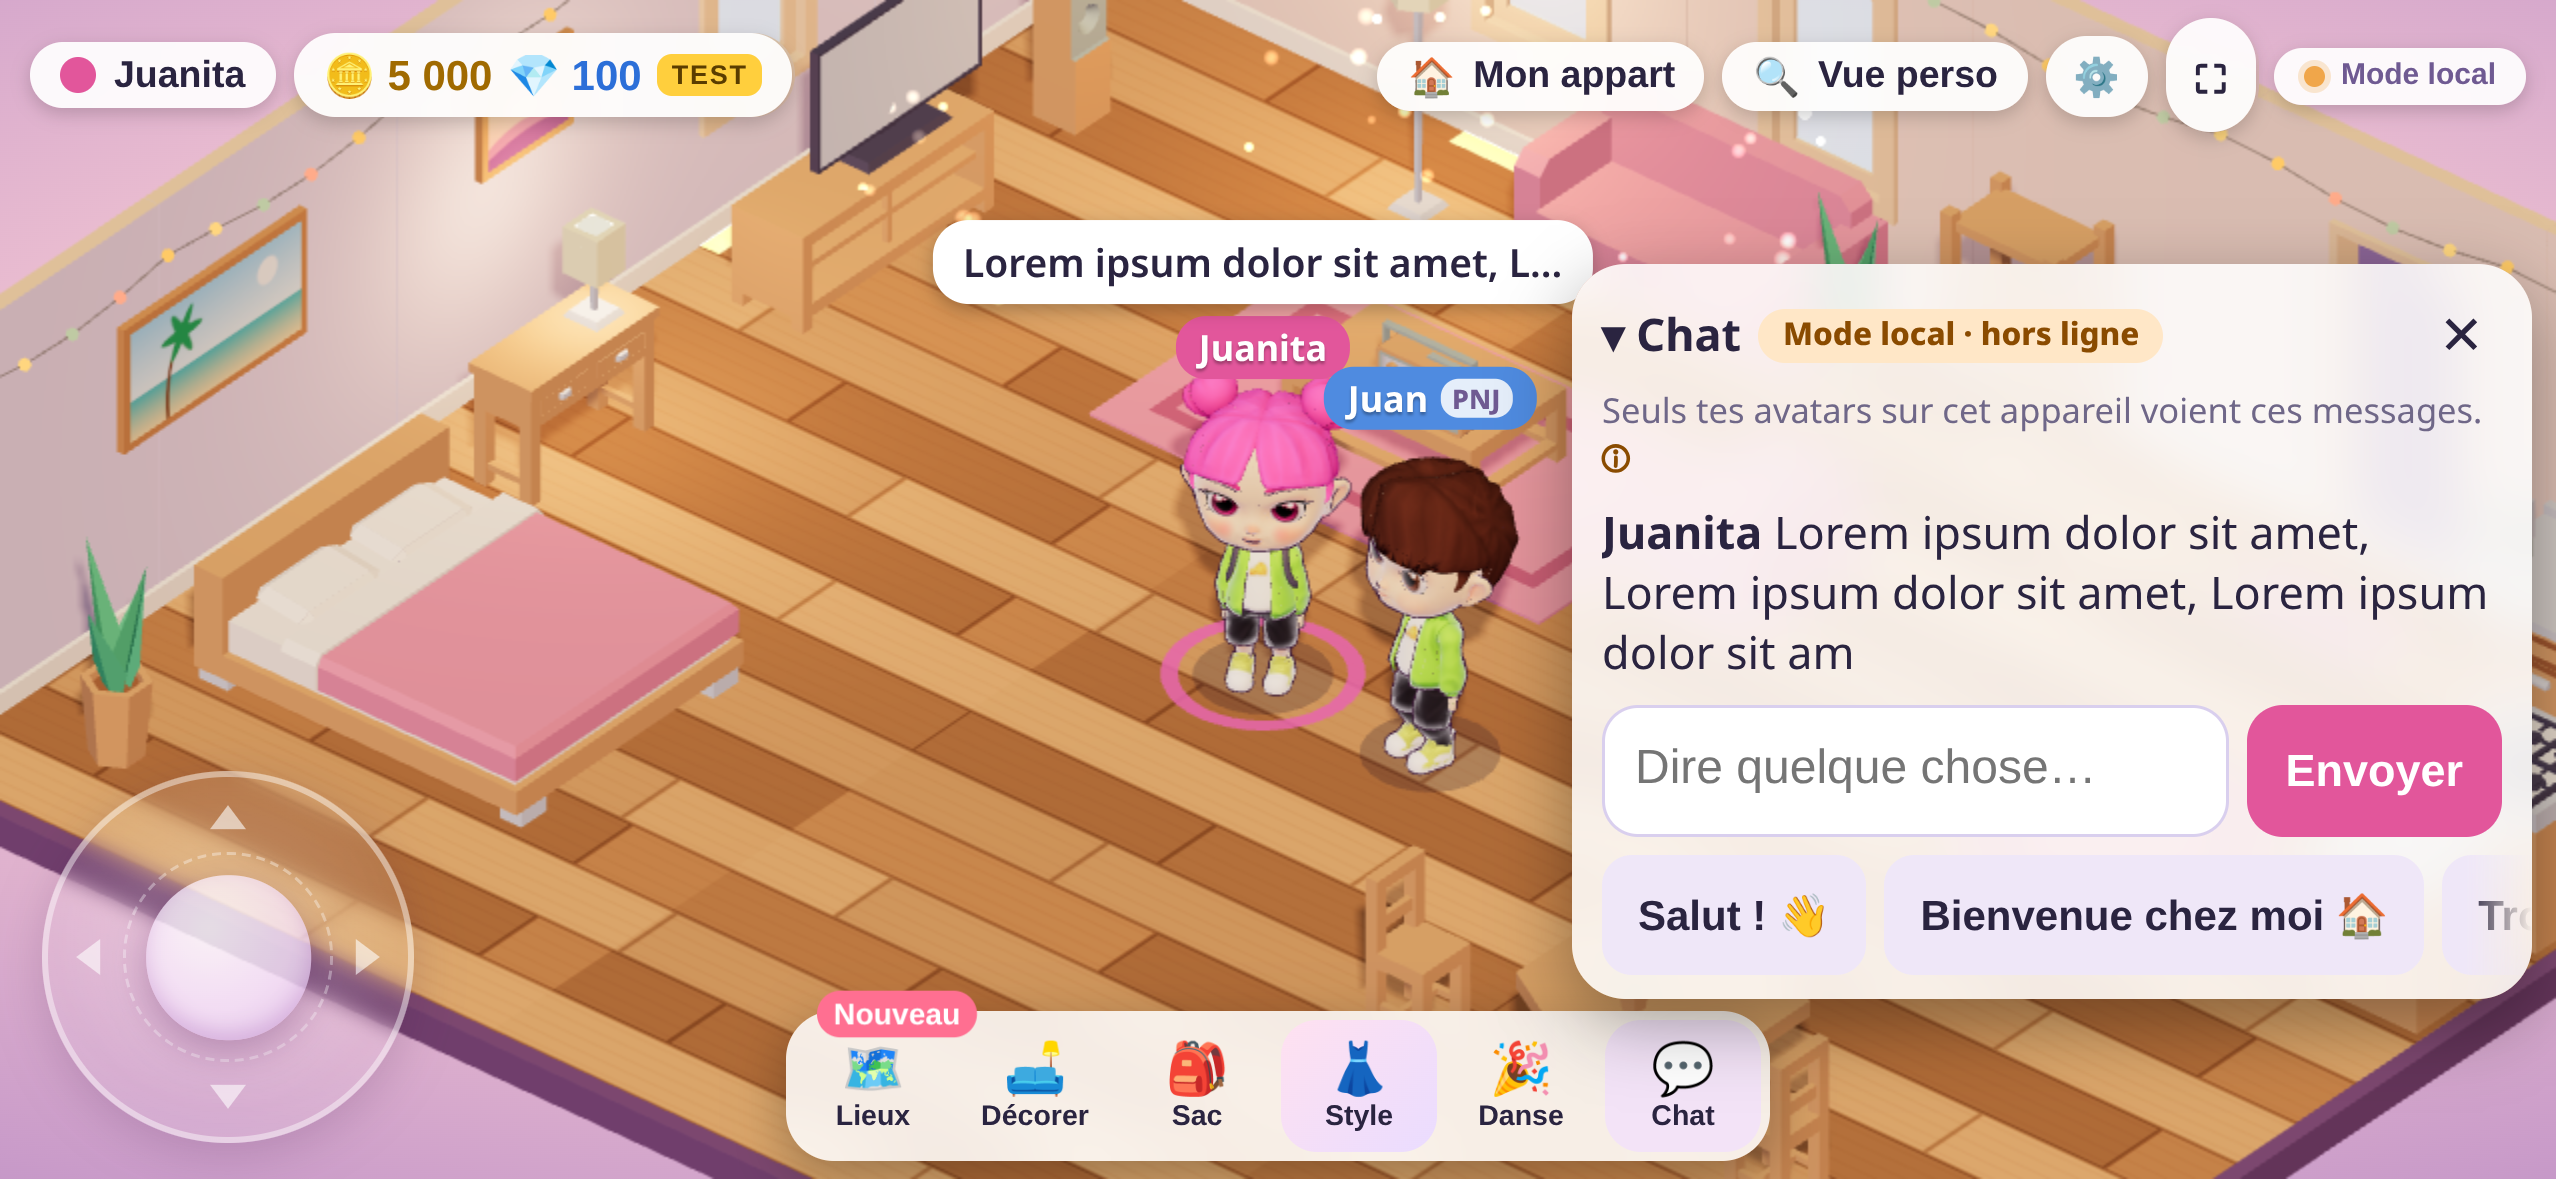 Juanita
5 000 100 TEST
Mon appart
Vue perso
Mode local
Lorem ipsum dolor sit amet, L...
Juanita
Juan PNJ
▼ Chat Mode local · hors ligne
Seuls tes avatars sur cet appareil voient ces messages.
Juanita Lorem ipsum dolor sit amet,
Lorem ipsum dolor sit amet, Lorem ipsum
dolor sit am
Dire quelque chose…
Envoyer
Salut ! 👋
Bienvenue chez moi 🏠
Nouveau
Lieux
Décorer
Sac
Style
Danse
Chat